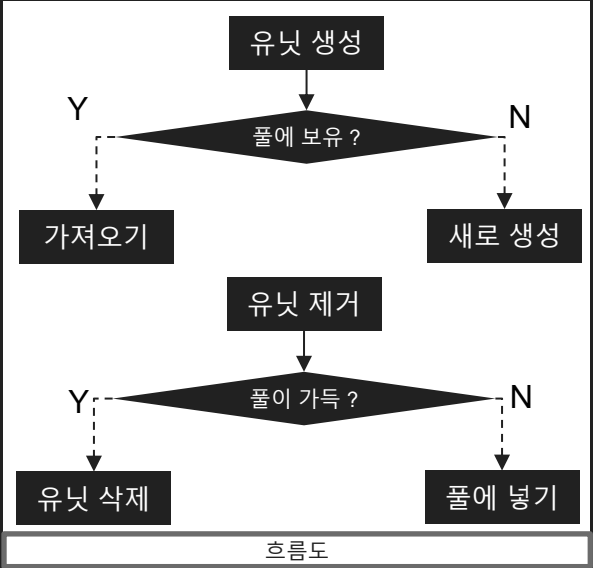 유닛 생성
Y
N
풀에 보유 ?
가져오기
새로 생성
유닛 제거
Y
N
풀이 가득 ?
유닛 삭제
풀에 넣기
흐름도